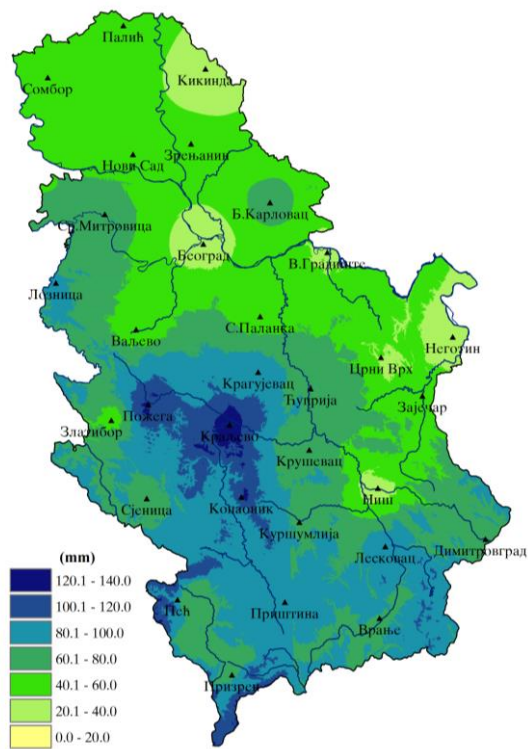 Палић
Кикинда
Сомбор
Зрењанин
Нови Сад
Б.Карловац
Ср.Митровица
Београд
В.Градиште
Лозница
С.Паланка
Ваљево
Неготин
Црни Врх
Крагујевац
Ћуприја
Зајечар
Пожега
Златибор
Краљево
Крушевац
Ниш
Сјеница
Копаоник
Куршумлија
Димитровград
Лесковац
(mm)
120.1 - 140.0
100.1 - 120.0
80.1 - 100.0
60.1 - 80.0
40.1 - 60.0
20.1 - 40.0
0.0 - 20.0
Пећ
Приштина
Врање
Призрен